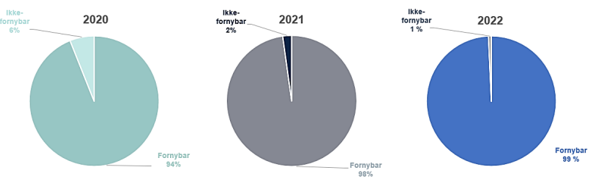 2020
Ikke-
fornybar
6%
Fornybar
94%
2021
Ikke-
fornybar
2%
Fornybar
98%
2022
Ikke-
fornybar
1 %
Fornybar
99 %